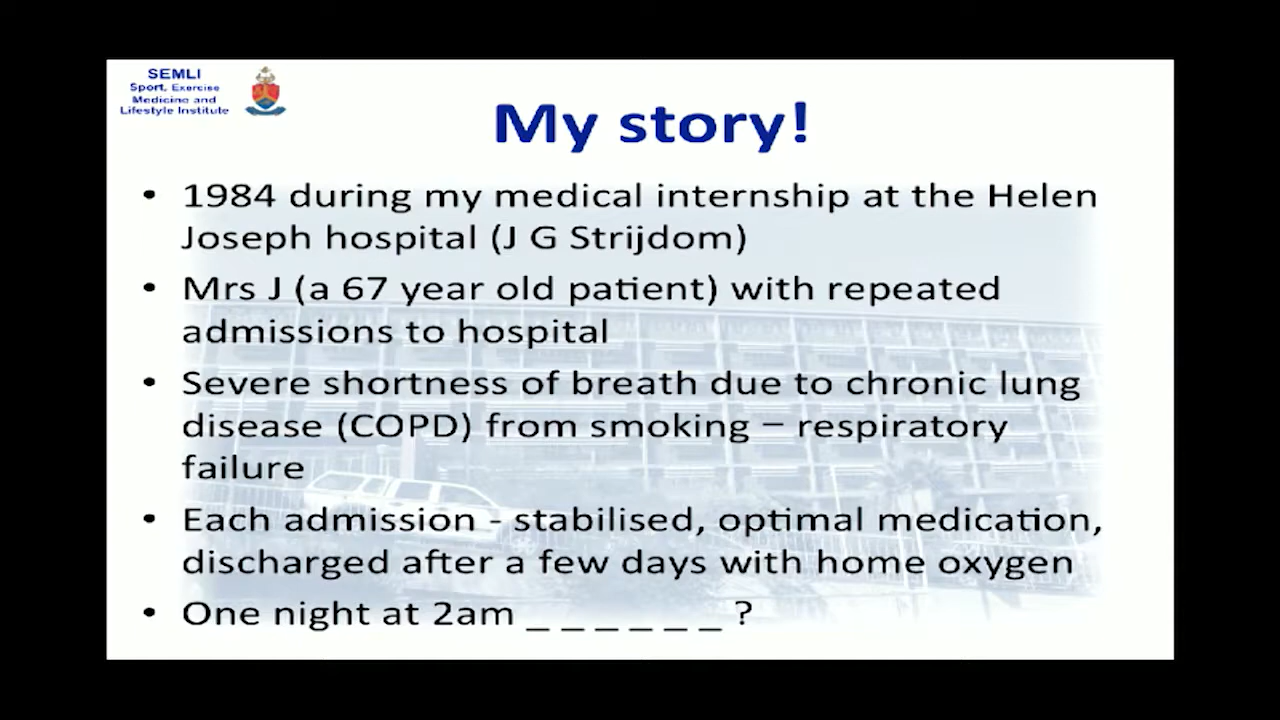 SEMLI
Sport, Exercise
Medicine and
Lifestyle Institute
My story!
• 1984 during my medical internship at the Helen
Joseph hospital (J G Strijdom)
• Mrs J (a 67 year old patient) with repeated
admissions to hospital
• Severe shortness of breath due to chronic lung
disease (COPD) from smoking – respiratory
failure
• Each admission - stabilised, optimal medication,
discharged after a few days with home oxygen
• One night at 2am _ _ _ _ _ _ ?